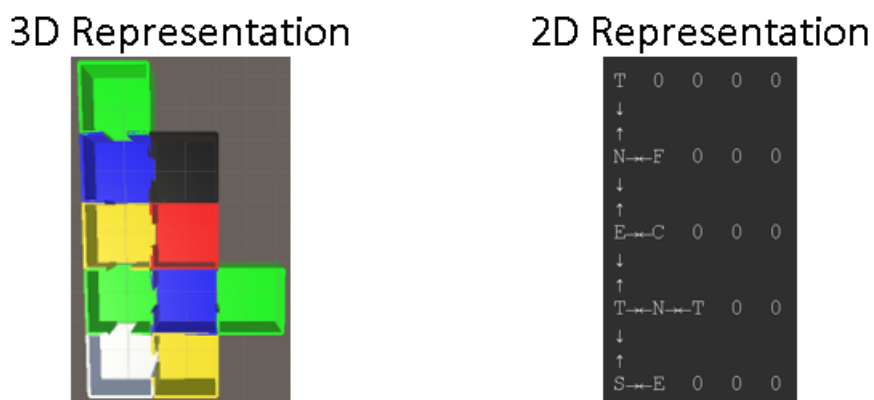 3D Representation
2D Representation
T 0 0 0 0
↓
↑
N→←F 0 0 0
↓
↑
E→←C 0 0 0
↓
↑
T→←N→←T 0 0
↓
↑
S→←E 0 0 0